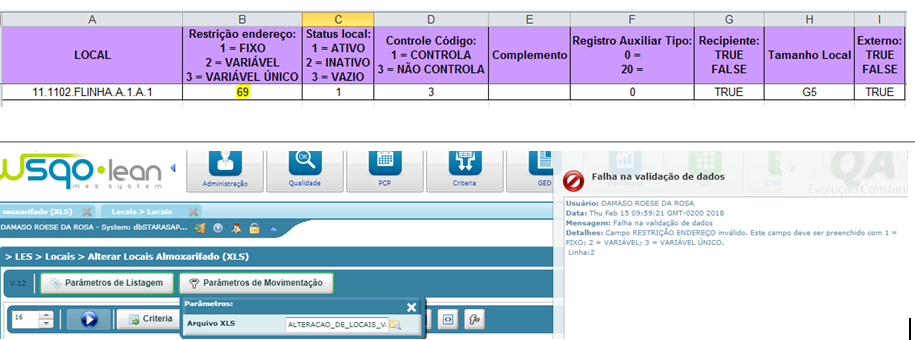 A B C D E F G H I
LOCAL
Restrição endereço:
1 = FIXO
2 = VARIÁVEL
3 = VARIÁVEL ÚNICO
Status local:
1 = ATIVO
2 = INATIVO
3 = VAZIO
Controle Código:
1 = CONTROLA
3 = NÃO CONTROLA
Complemento
Registro Auxiliar Tipo:
0 =
20 =
Recipiente:
TRUE
FALSE
Tamanho Local
Externo:
TRUE
FALSE
11.1102.FLINHA.A.1.A.1 69 1 3 0 TRUE G5 TRUE
wsqo lean
mes system
Administração
OK
Qualidade
PCP
Criteria
GED
QA
Evolução Constant
moxarifado (XLS) Locais > Locais
DAMASO ROESE DA ROSA - System: dbSTARASAP...
> LES > Locais > Alterar Locais Almoxarifado (XLS)
V.12 Parâmetros de Listagem Parâmetros de Movimentação
16 Criteria
Parâmetros:
Arquivo XLS ALTERACAO_DE_LOCAIS_V.
Falha na validação de dados
Usuário: DAMASO ROESE DA ROSA
Data: Thu Feb 15 09:59:21 GMT-0200 2018
Mensagem: Falha na validação de dados
Detalhes: Campo RESTRIÇÃO ENDEREÇO inválido. Este campo deve ser preenchido com 1 =
FIXO; 2 = VARIÁVEL; 3 = VARIÁVEL ÚNICO.
Linha:2